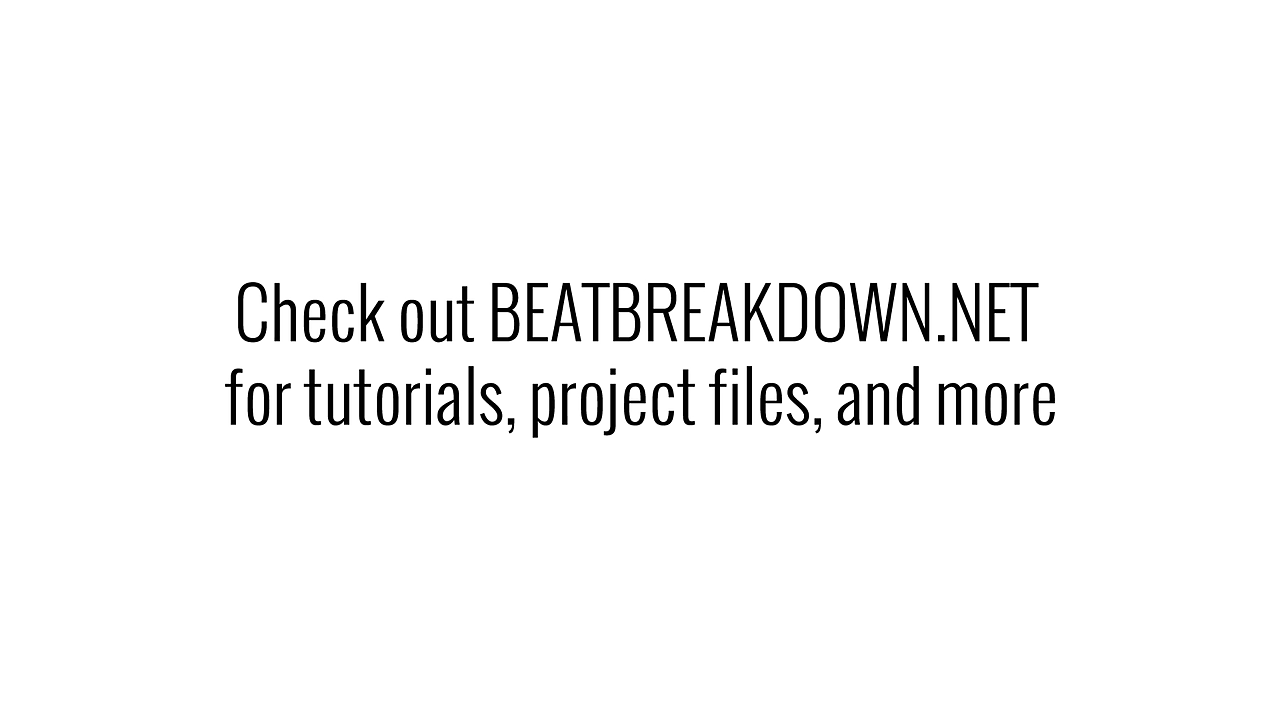 Check out BEATBREAKDOWN.NET
for tutorials, project files, and more